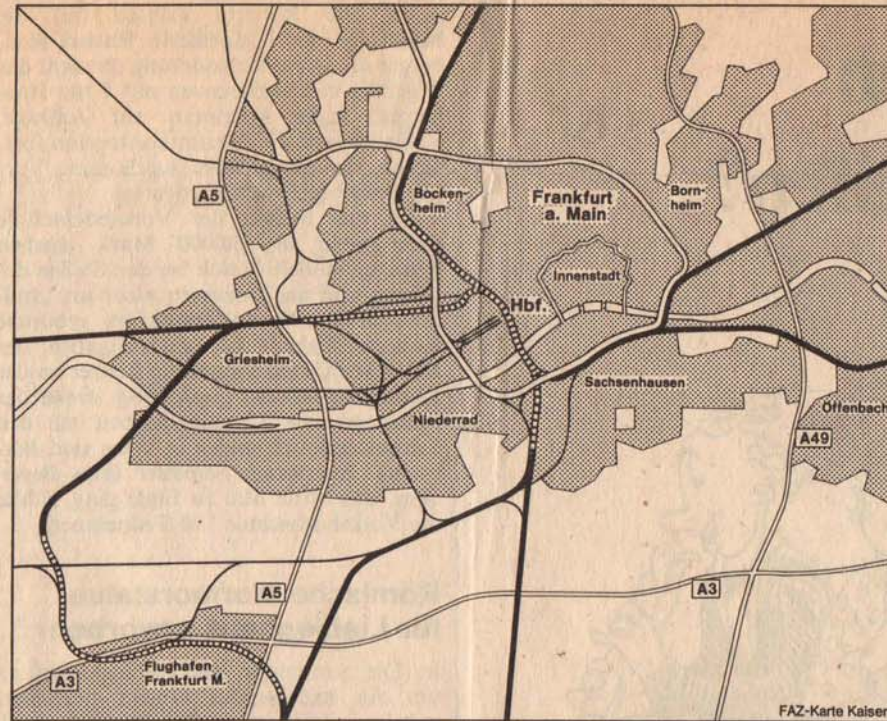 A5
Bocken-
heim
Frankfurt
a. Main
Born-
heim
Innenstadt
Hbf.
Griesheim
Sachsenhausen
Niederrad
Offenbach
A49
A5
A3
A3
Flughafen
Frankfurt M.
FAZ-Karte Kaiser